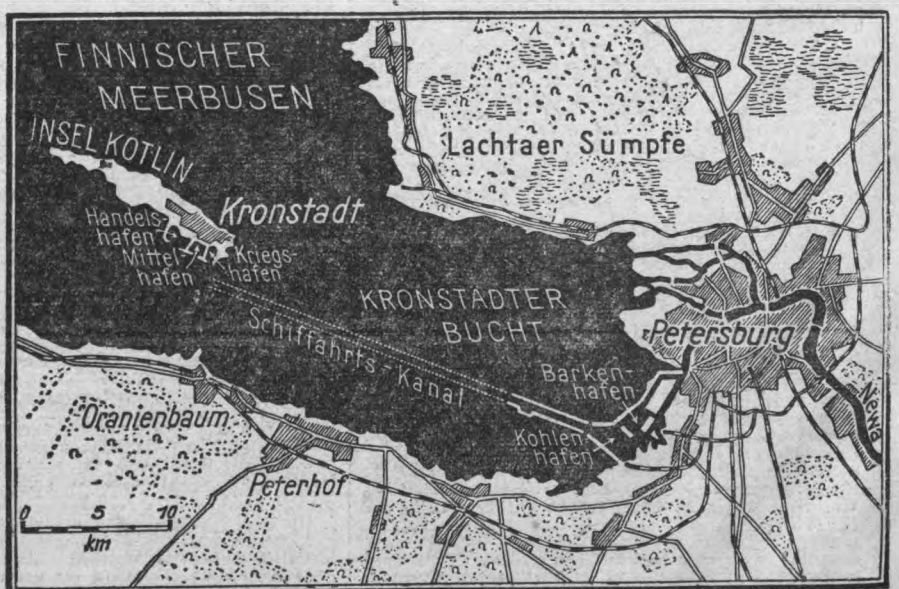 FINNISCHER
MEERBUSEN
INSEL KOTLIN
Lachtaer Sümpfe
Kronstadt
Handels-
hafen
Mittel-
hafen
Kriegs-
hafen
KRONSTÄDTER
BUCHT
Schiffahrts-Kanal
Petersburg
Barken-
hafen
Newa
Oranienbaum
Kohlen-
hafen
Peterhof
0 5 10
km